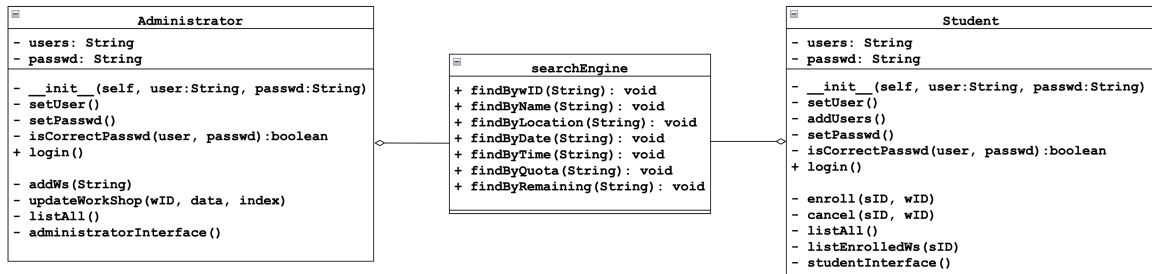 Administrator
- users: String
- passwd: String
- __init__(self, user:String, passwd:String)
- setUser()
- setPasswd()
- isCorrectPasswd(user, passwd):boolean
+ login()
- addWs(String)
- updateWorkShop(wID, data, index)
- listAll()
- administratorInterface()
searchEngine
+ findBywID(String): void
+ findByName(String): void
+ findByLocation(String): void
+ findByDate(String): void
+ findByTime(String): void
+ findByQuota(String): void
+ findByRemaining(String): void
Student
- users: String
- passwd: String
- __init__(self, user:String, passwd:String)
- setUser()
- addUsers()
- setPasswd()
- isCorrectPasswd(user, passwd):boolean
+ login()
- enroll(sID, wID)
- cancel(sID, wID)
- listAll()
- listEnrolledWs(sID)
- studentInterface()